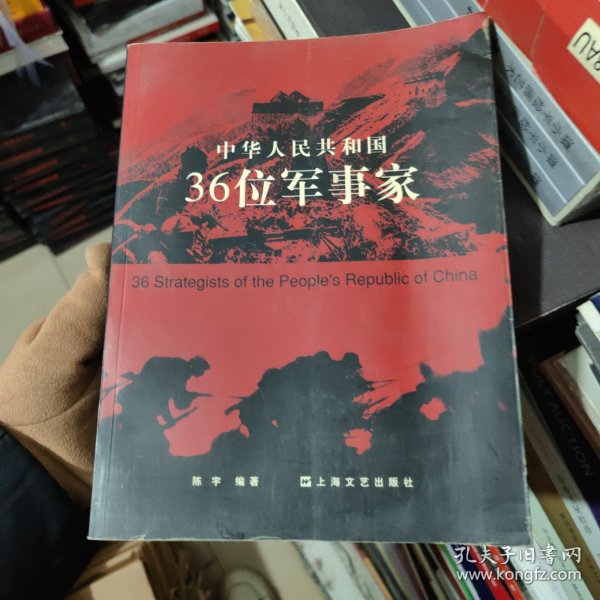 中华人民共和国
36位军事家
36 Strategists of the People's Republic of China
陈宇 编著 上海文艺出版社
孔夫子旧书网
www.kongfz.com